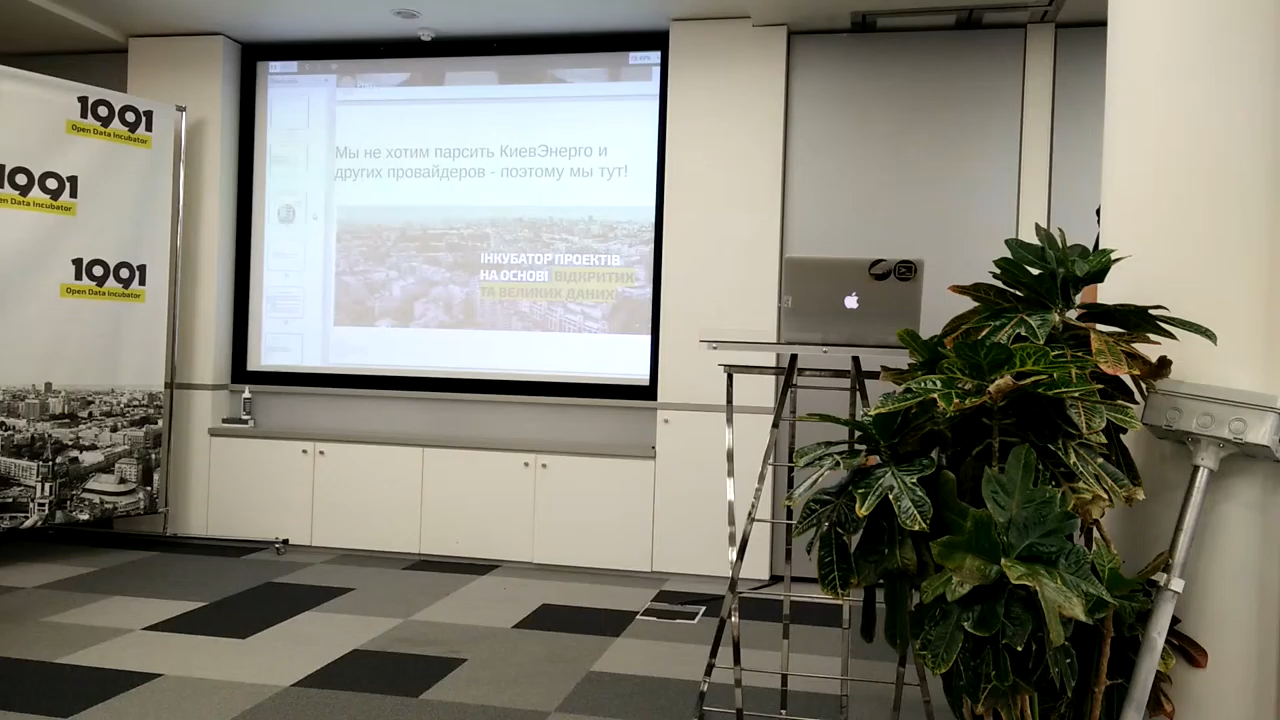 1991
Open Data Incubator
1991
en Data Incubator
1991
Open Data Incubator
Мы не хотим парсить КиевЭнерго и
других провайдеров - поэтому мы тут!
ІНКУБАТОР ПРОЕКТІВ
НА ОСНОВІ ВІДКРИТИХ
ТА ВЕЛИКИХ ДАНИХ